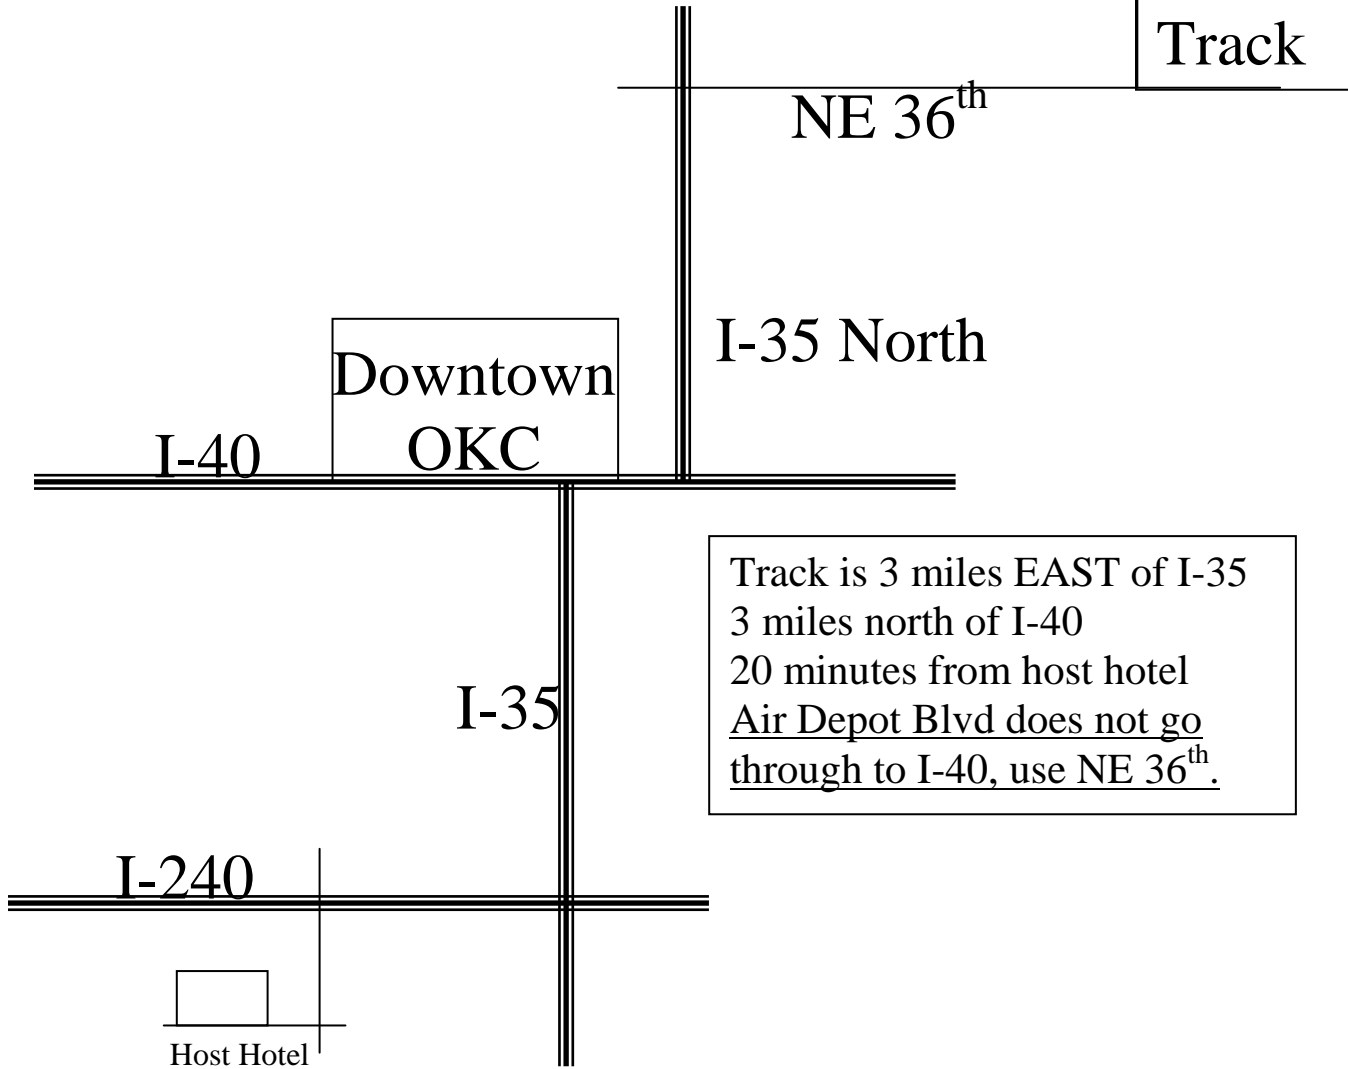 Track
NE 36th
I-35 North
Downtown
OKC
I-40
Track is 3 miles EAST of I-35
3 miles north of I-40
20 minutes from host hotel
Air Depot Blvd does not go
through to I-40, use NE 36th.
I-35
I-240
Host Hotel